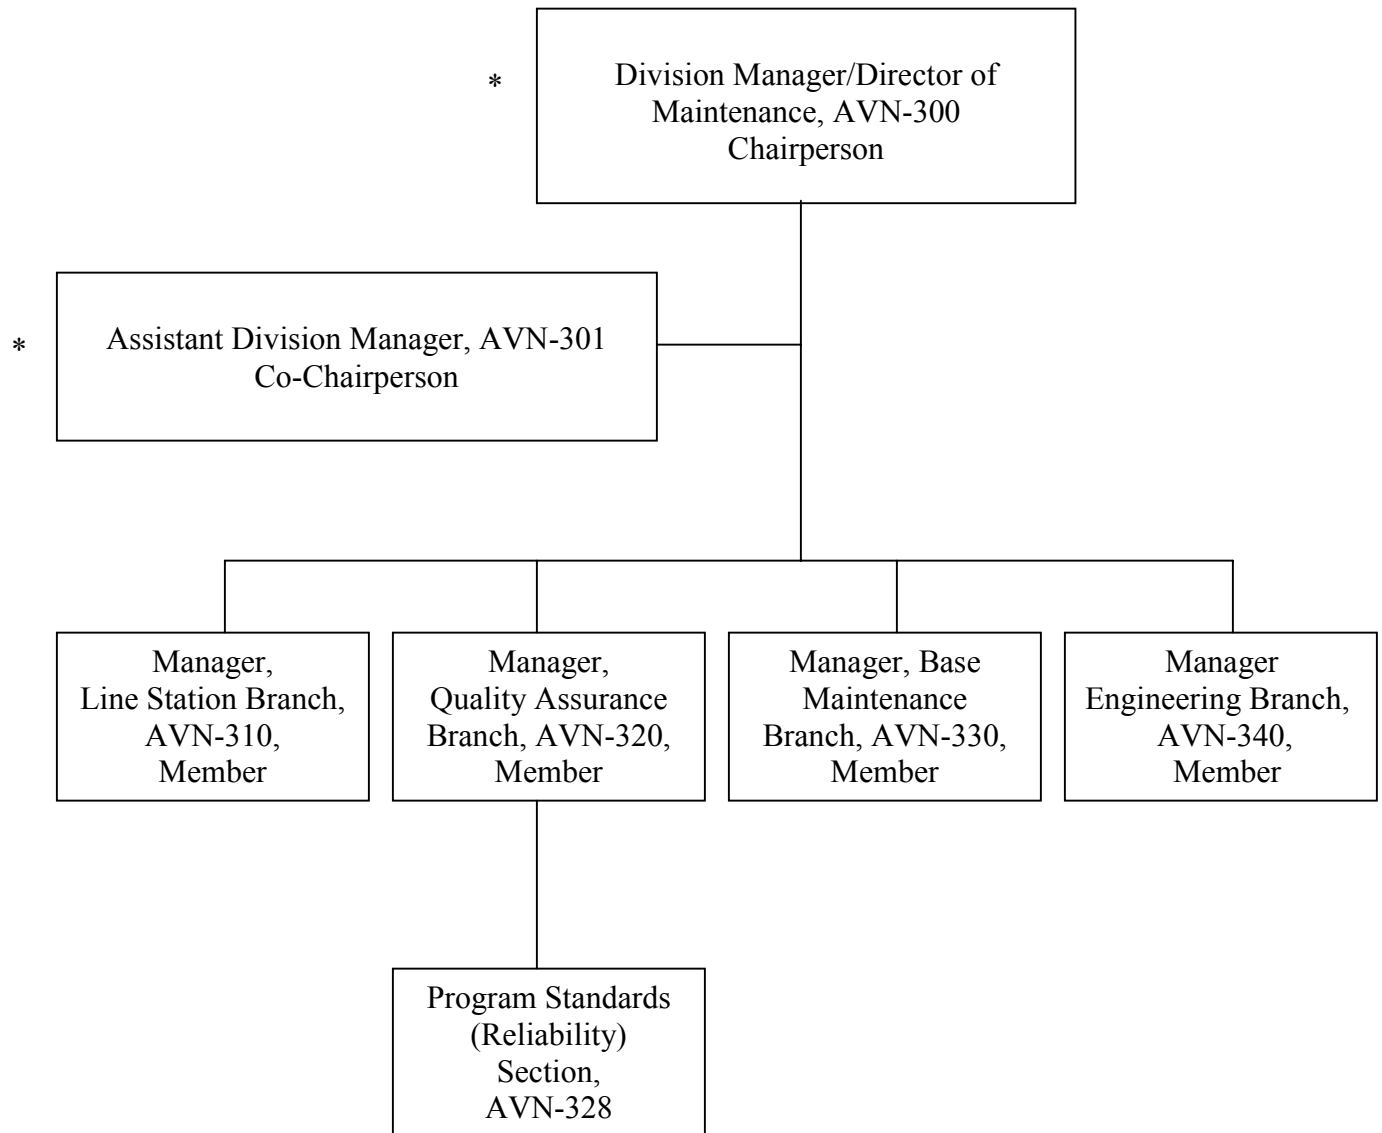 *
Division Manager/Director of
Maintenance, AVN-300
Chairperson
*
Assistant Division Manager, AVN-301
Co-Chairperson
Manager,
Line Station Branch,
AVN-310,
Member
Manager,
Quality Assurance
Branch, AVN-320,
Member
Manager, Base
Maintenance
Branch, AVN-330,
Member
Manager
Engineering Branch,
AVN-340,
Member
Program Standards
(Reliability)
Section,
AVN-328